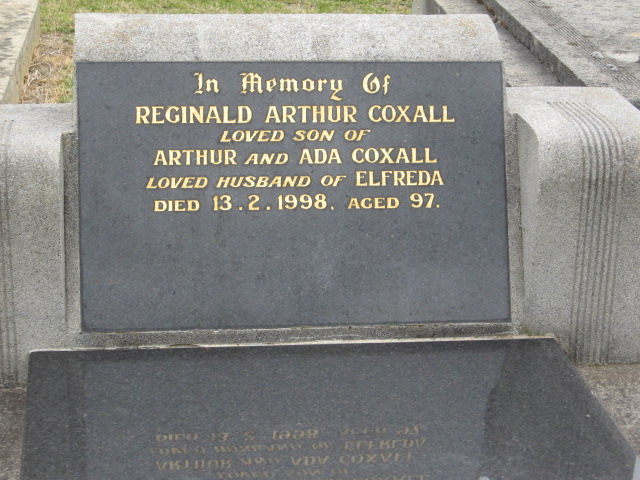 In Memory Of
REGINALD ARTHUR COXALL
LOVED SON OF
ARTHUR AND ADA COXALL
LOVED HUSBAND OF ELFREDA
DIED 13.2.1998. AGED 97.